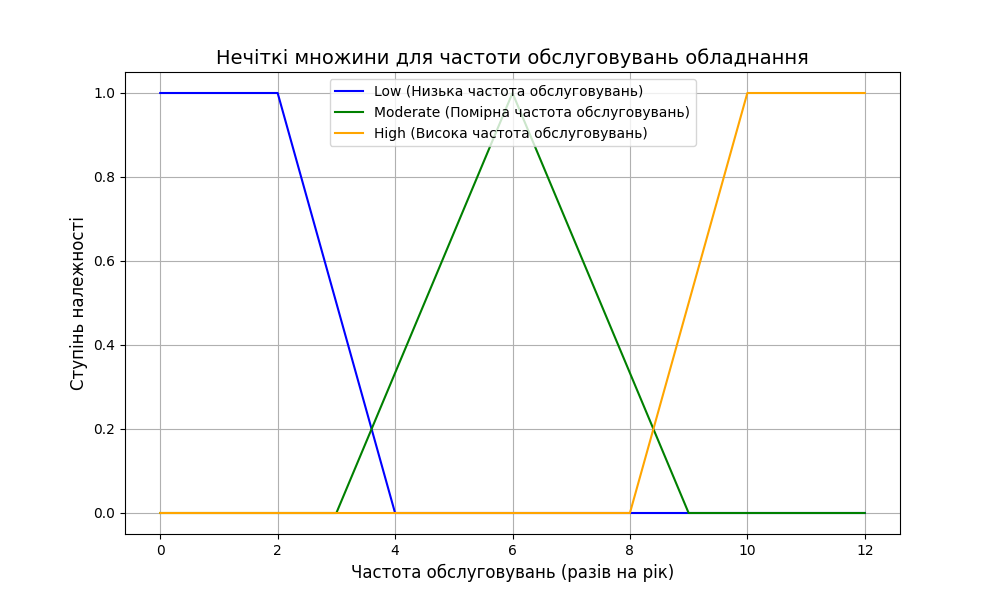 Нечіткі множини для частоти обслуговувань обладнання
Low (Низька частота обслуговувань)
Moderate (Помірна частота обслуговувань)
High (Висока частота обслуговувань)
Ступінь належності
1.0
0.8
0.6
0.4
0.2
0.0
0 2 4 6 8 10 12
Частота обслуговувань (разів на рік)